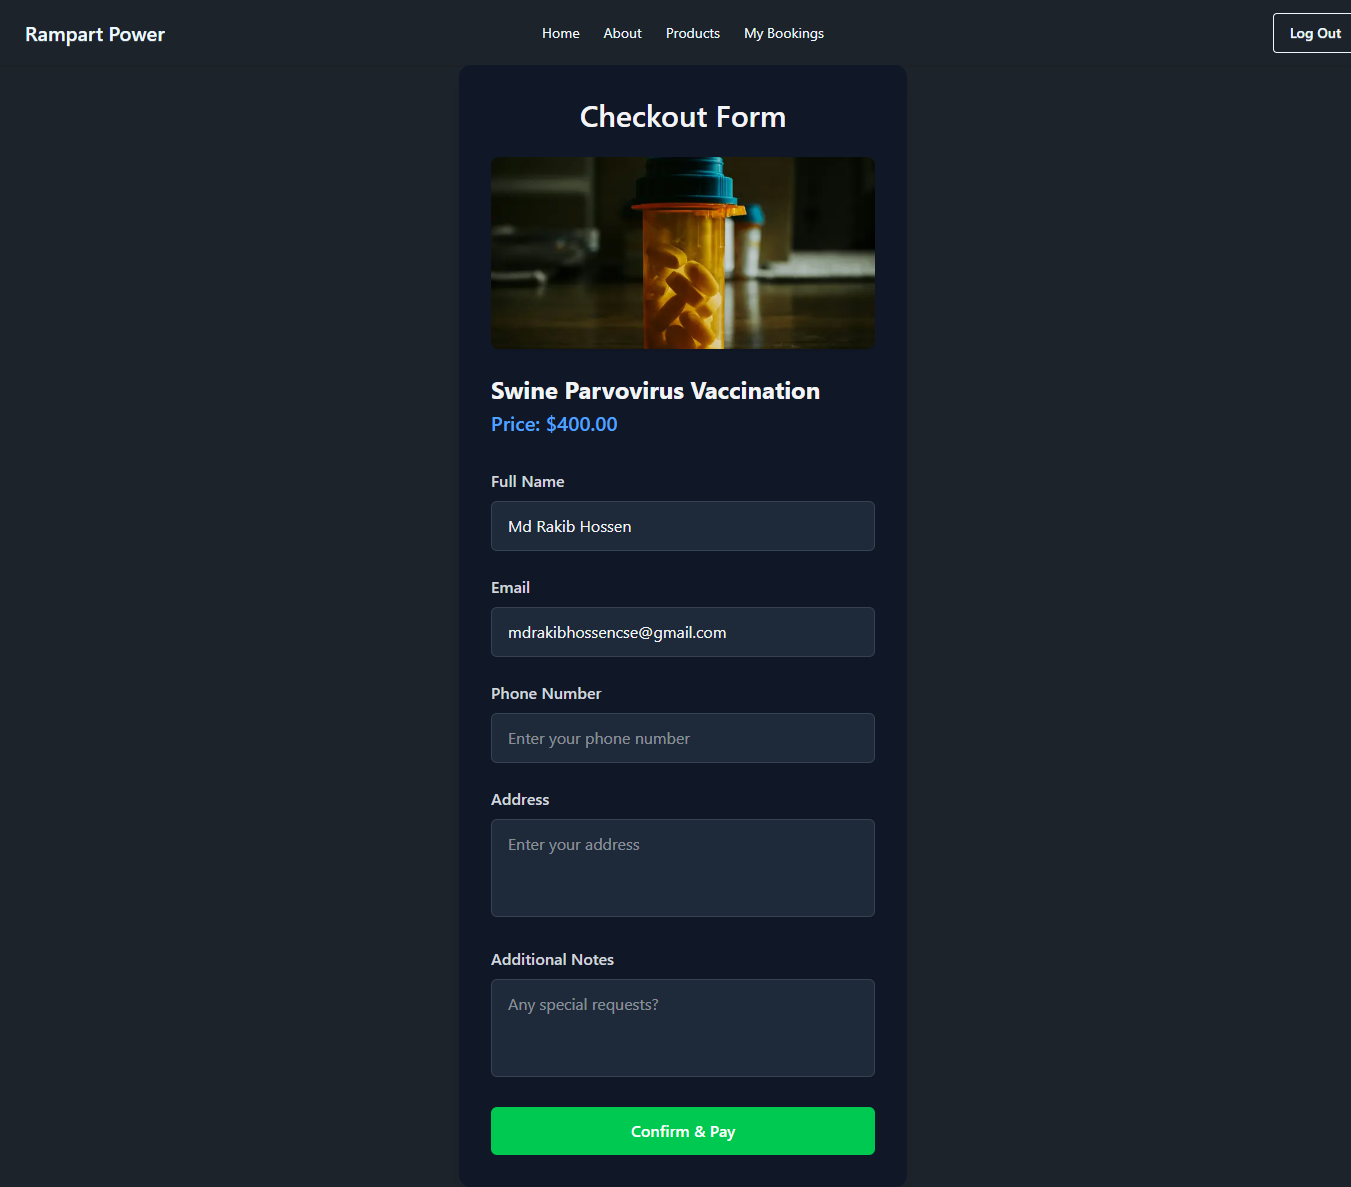 Rampart Power
Home
About
Products
My Bookings
Log Out
Checkout Form
Swine Parvovirus Vaccination
Price: $400.00
Full Name
Md Rakib Hossen
Email
mdrakibhossencse@gmail.com
Phone Number
Enter your phone number
Address
Enter your address
Additional Notes
Any special requests?
Confirm & Pay